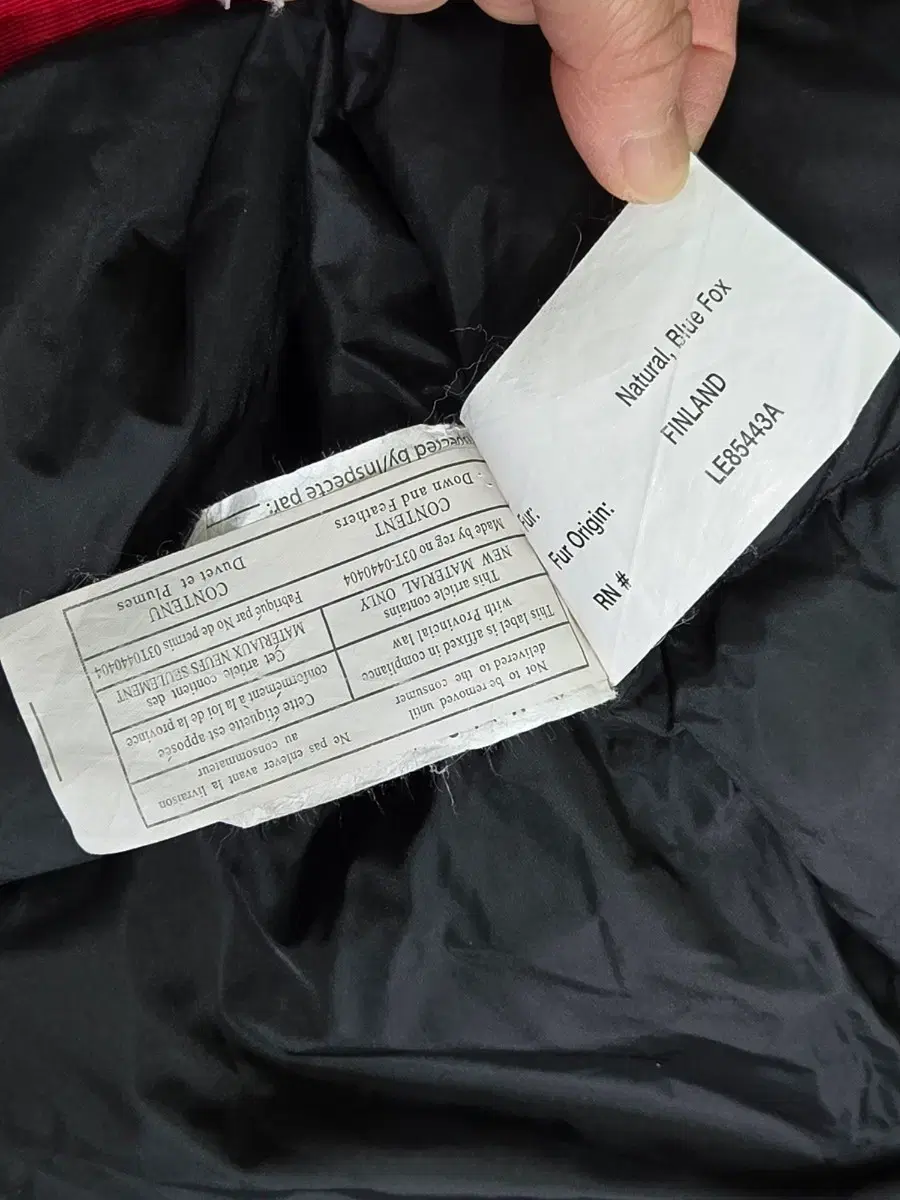 Fur: Natural, Blue Fox
Fur Origin: FINLAND
RN # LE85443A
Not to be removed until
delivered to the consumer
Ne pas enlever avant la livraison
au consommateur
This label is affixed in compliance
with Provincial law
Cette étiquette est apposée
conformément à la loi de la province
This article contains
NEW MATERIAL ONLY
Cet article contient des
MATÉRIAUX NEUFS SEULEMENT
Made by reg no 03T-040404
Fabriqué par No de permis 03T040404
CONTENT
Down and Feathers
CONTENU
Duvet et Plumes
Inspected by/Inspecte par: